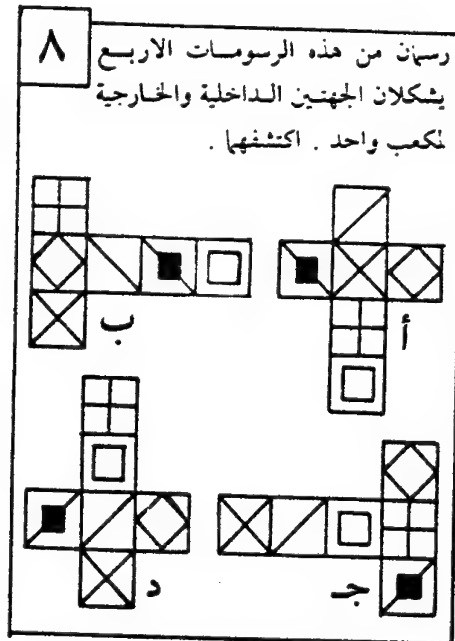 ٨
رسمان من هذه الرسومات الاربع
يشكلان الجهتين الداخلية والخارجية
لمكعب واحد . اكتشفهما .
أ
ب
جـ
د